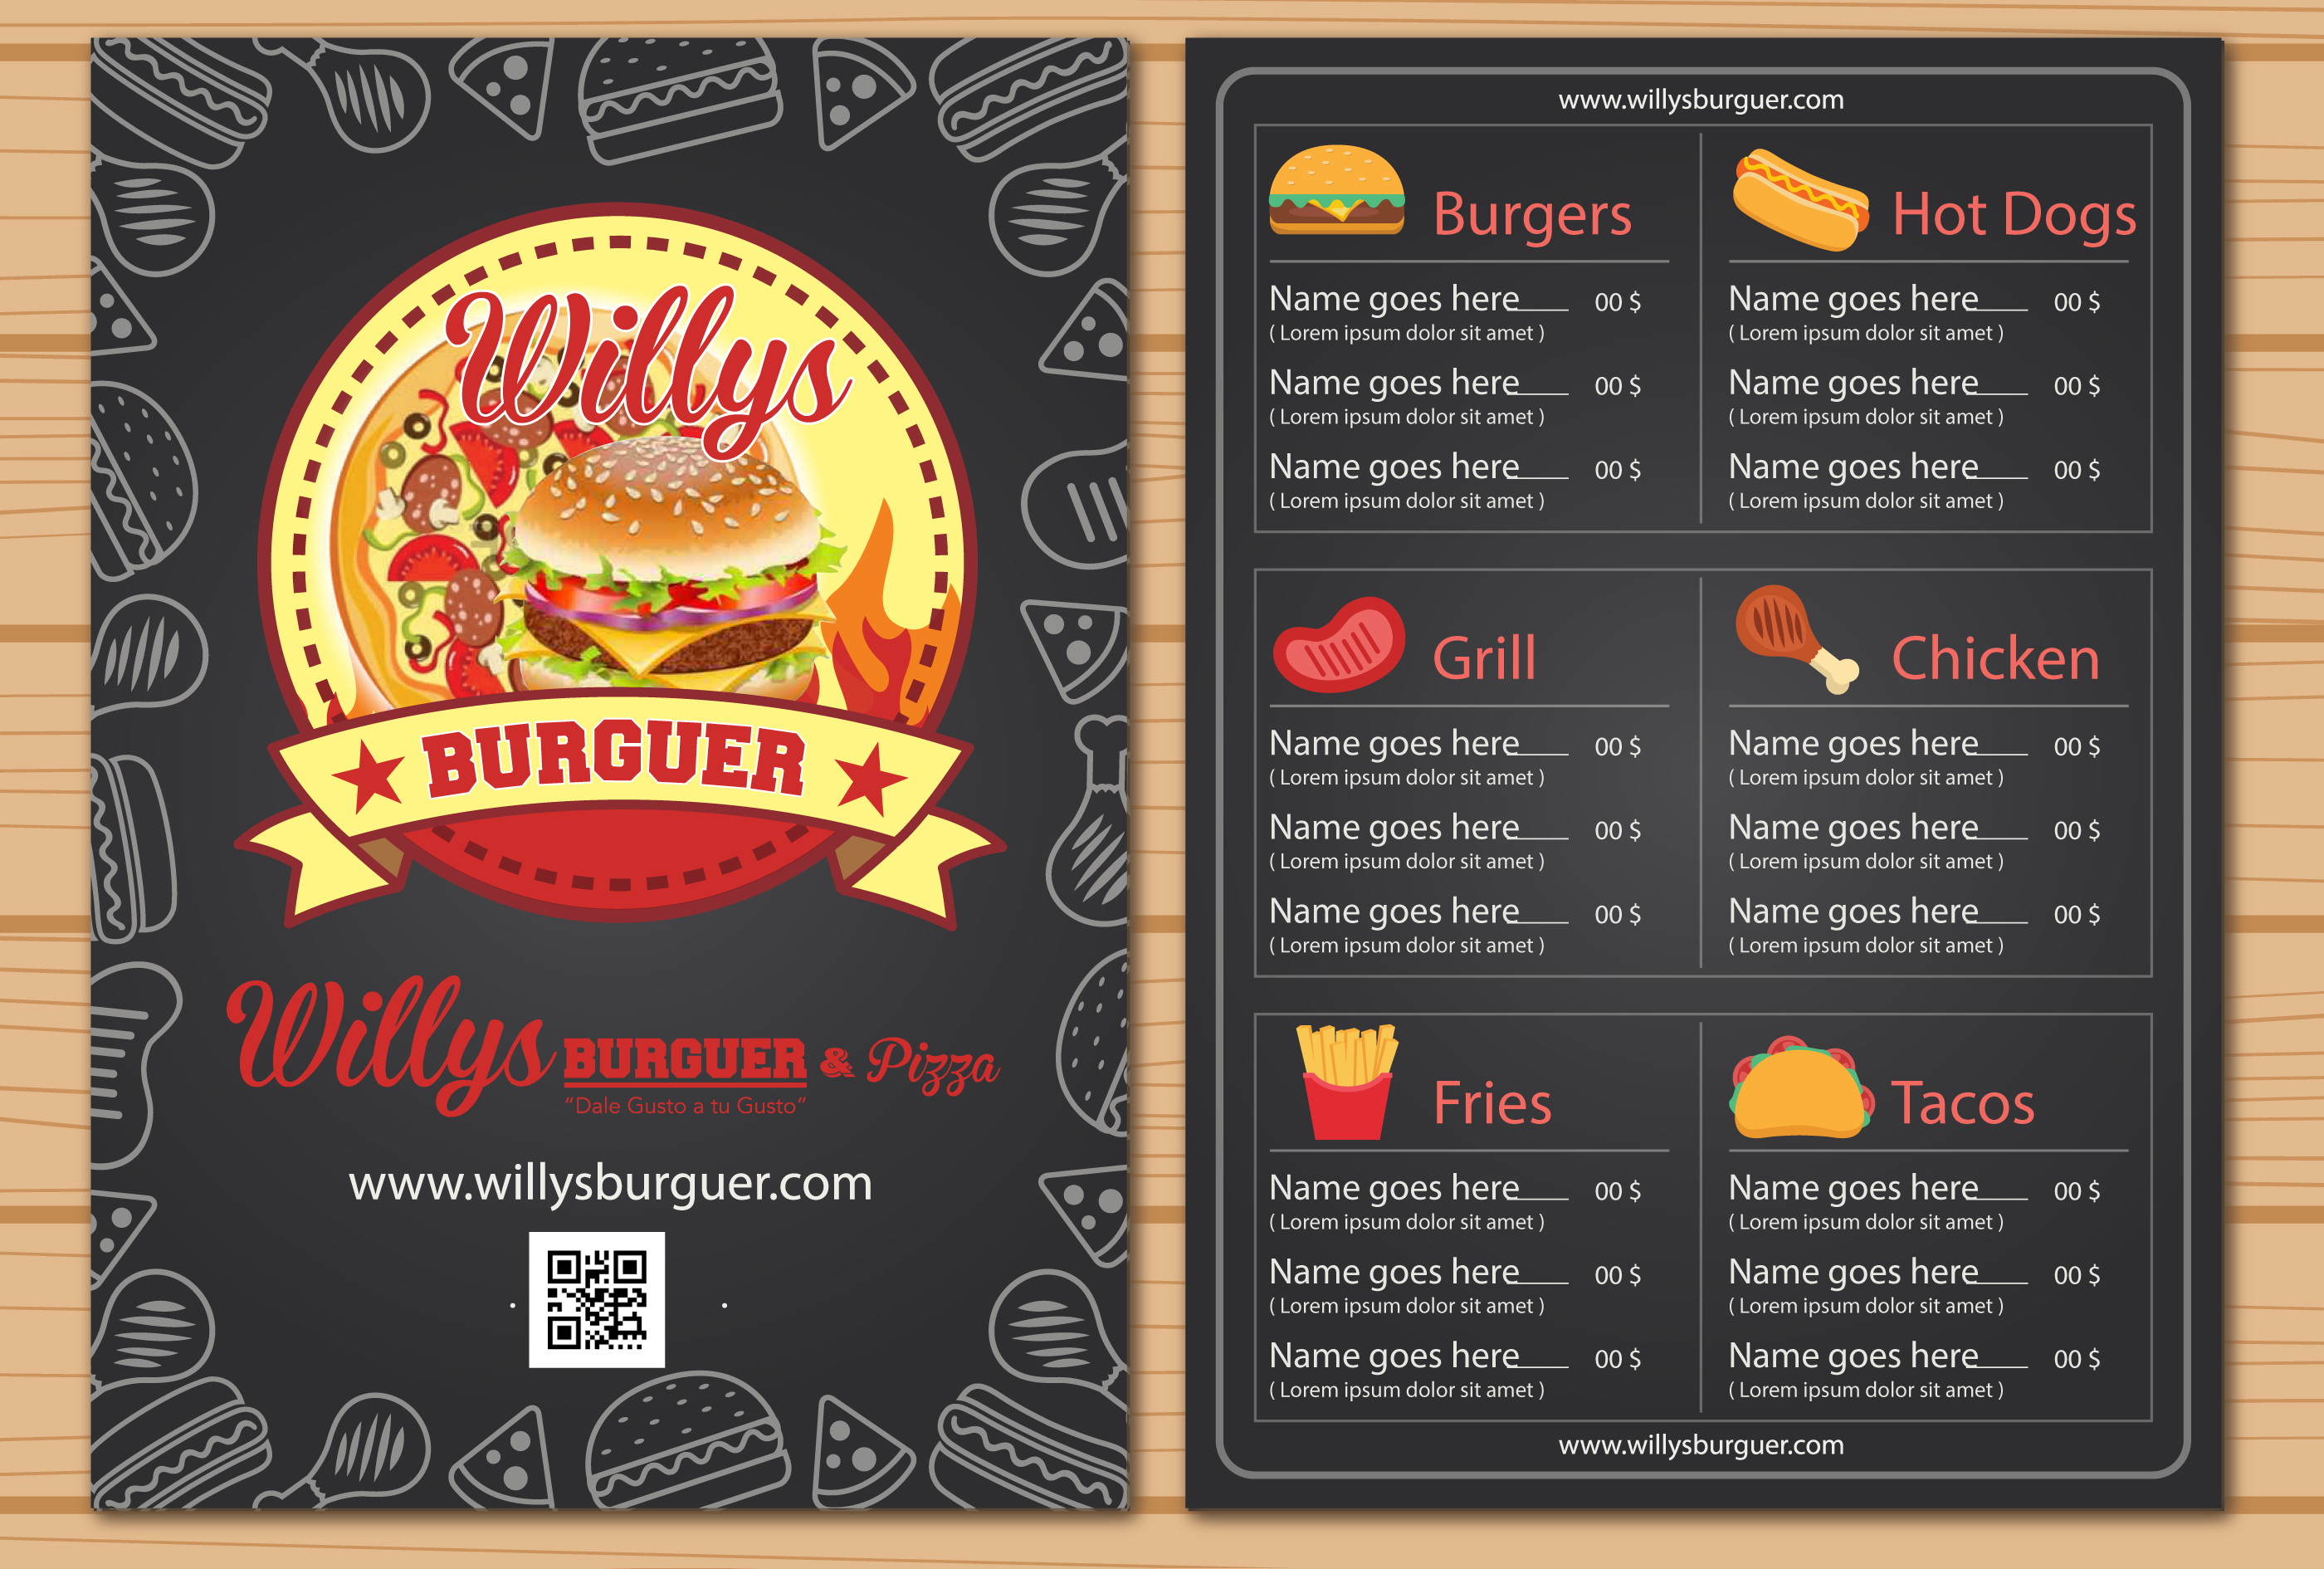 Willys
BURGUER
Willys BURGUER & Pizza
“Dale Gusto a tu Gusto”
www.willysburguer.com
www.willysburguer.com
Burgers
Name goes here 00 $
( Lorem ipsum dolor sit amet )
Name goes here 00 $
( Lorem ipsum dolor sit amet )
Name goes here 00 $
( Lorem ipsum dolor sit amet )
Hot Dogs
Name goes here 00 $
( Lorem ipsum dolor sit amet )
Name goes here 00 $
( Lorem ipsum dolor sit amet )
Name goes here 00 $
( Lorem ipsum dolor sit amet )
Grill
Name goes here 00 $
( Lorem ipsum dolor sit amet )
Name goes here 00 $
( Lorem ipsum dolor sit amet )
Name goes here 00 $
( Lorem ipsum dolor sit amet )
Chicken
Name goes here 00 $
( Lorem ipsum dolor sit amet )
Name goes here 00 $
( Lorem ipsum dolor sit amet )
Name goes here 00 $
( Lorem ipsum dolor sit amet )
Fries
Name goes here 00 $
( Lorem ipsum dolor sit amet )
Name goes here 00 $
( Lorem ipsum dolor sit amet )
Name goes here 00 $
( Lorem ipsum dolor sit amet )
Tacos
Name goes here 00 $
( Lorem ipsum dolor sit amet )
Name goes here 00 $
( Lorem ipsum dolor sit amet )
Name goes here 00 $
( Lorem ipsum dolor sit amet )
www.willysburguer.com